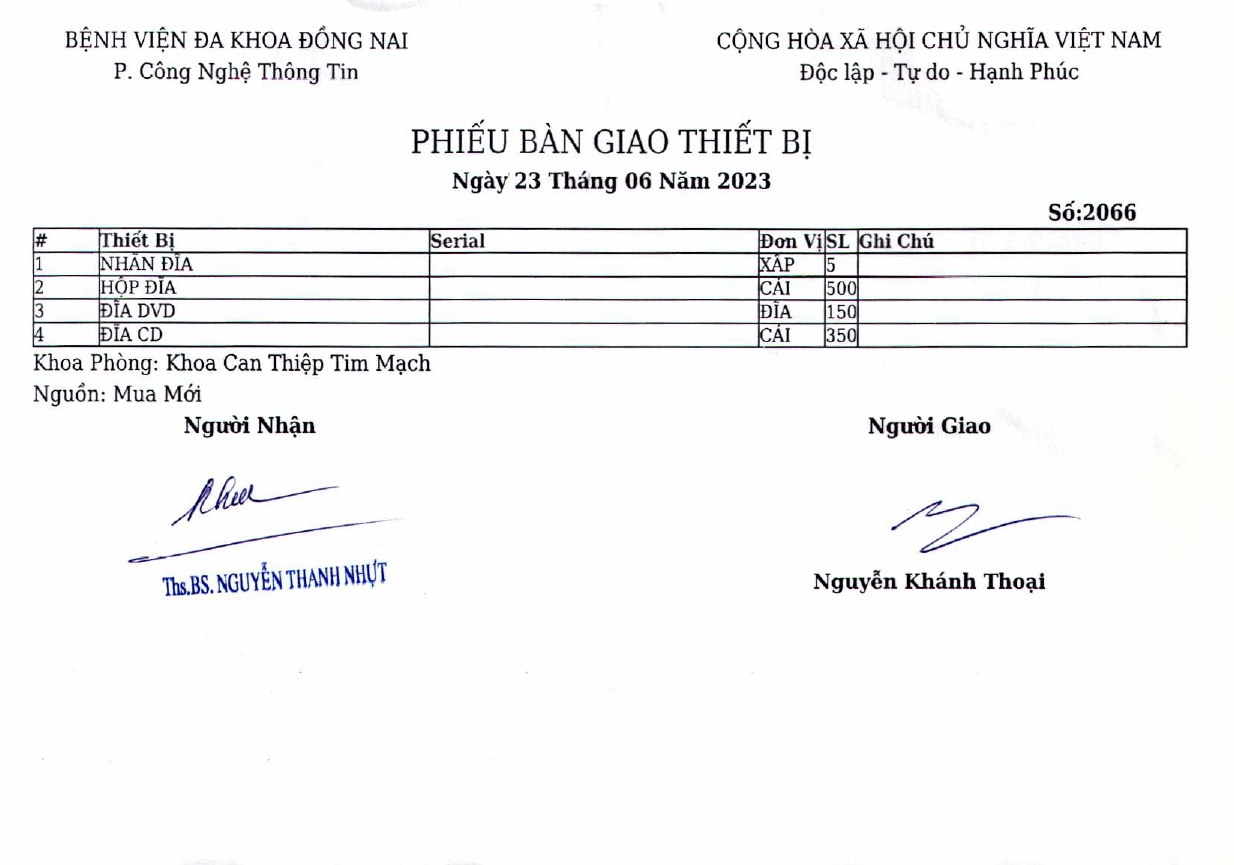 BỆNH VIỆN ĐA KHOA ĐỒNG NAI
P. Công Nghệ Thông Tin
CỘNG HÒA XÃ HỘI CHỦ NGHĨA VIỆT NAM
Độc lập - Tự do - Hạnh Phúc
PHIẾU BÀN GIAO THIẾT BỊ
Ngày 23 Tháng 06 Năm 2023
Số:2066
# Thiết Bị Serial Đơn Vị SL Ghi Chú
1 NHÃN ĐĨA XẤP 5
2 HỘP ĐĨA CÁI 500
3 ĐĨA DVD ĐĨA 150
4 ĐĨA CD CÁI 350
Khoa Phòng: Khoa Can Thiệp Tim Mạch
Nguồn: Mua Mới
Người Nhận Người Giao
Ths.BS. NGUYỄN THANH NHỰT
Nguyễn Khánh Thoại